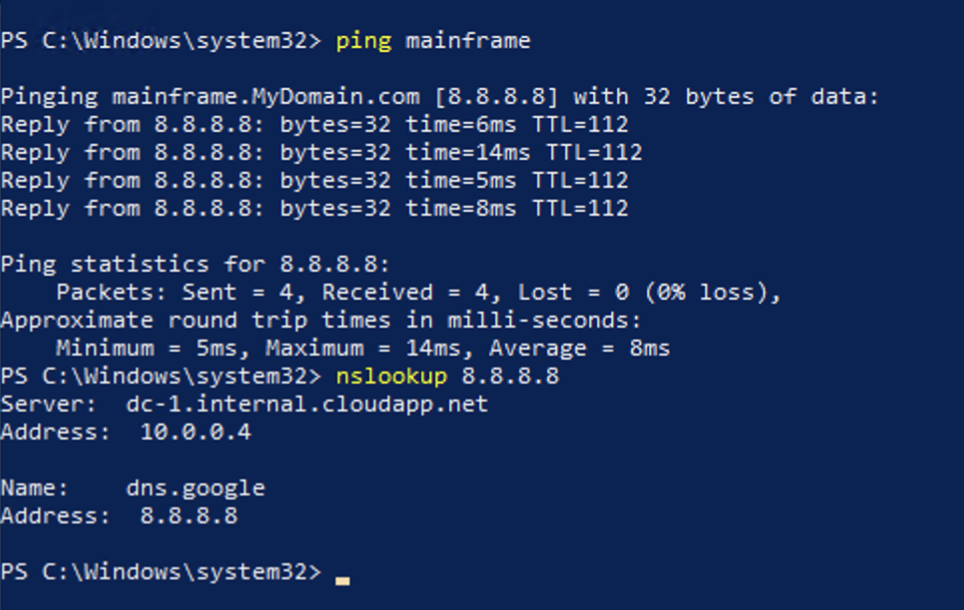 PS C:\Windows\system32> ping mainframe
Pinging mainframe.MyDomain.com [8.8.8.8] with 32 bytes of data:
Reply from 8.8.8.8: bytes=32 time=6ms TTL=112
Reply from 8.8.8.8: bytes=32 time=14ms TTL=112
Reply from 8.8.8.8: bytes=32 time=5ms TTL=112
Reply from 8.8.8.8: bytes=32 time=8ms TTL=112
Ping statistics for 8.8.8.8:
    Packets: Sent = 4, Received = 4, Lost = 0 (0% loss),
Approximate round trip times in milli-seconds:
    Minimum = 5ms, Maximum = 14ms, Average = 8ms
PS C:\Windows\system32> nslookup 8.8.8.8
Server:  dc-1.internal.cloudapp.net
Address:  10.0.0.4
Name:    dns.google
Address:  8.8.8.8
PS C:\Windows\system32>